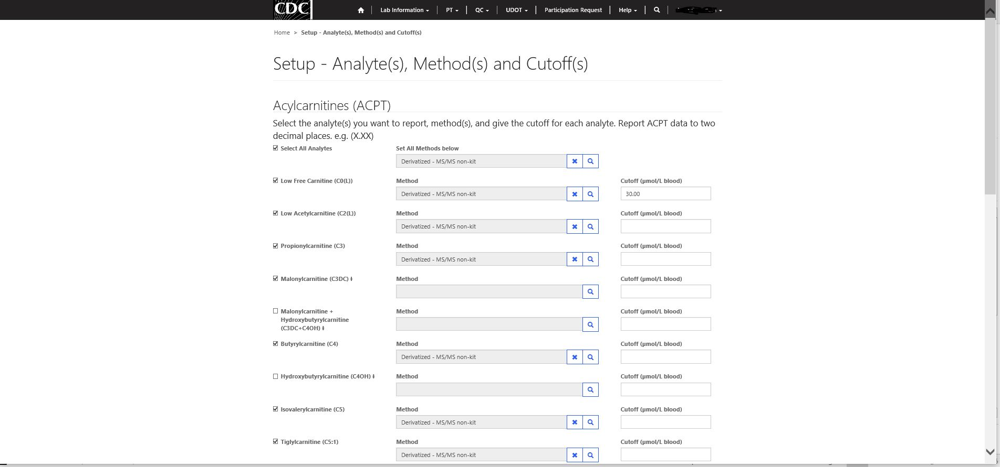 CDC
Lab Information PT QC UDOT Participation Request Help
Home > Setup - Analyte(s), Method(s) and Cutoff(s)
Setup - Analyte(s), Method(s) and Cutoff(s)
Acylcarnitines (ACPT)
Select the analyte(s) you want to report, method(s), and give the cutoff for each analyte. Report ACPT data to two
decimal places. e.g. (X.XX)
Select All Analytes Set All Methods below
Derivatized - MS/MS non-kit
Low Free Carnitine (C0(L)) Method Cutoff (µmol/L blood)
Derivatized - MS/MS non-kit 30.00
Low Acetylcarnitine (C2(L)) Method Cutoff (µmol/L blood)
Derivatized - MS/MS non-kit
Propionylcarnitine (C3) Method Cutoff (µmol/L blood)
Derivatized - MS/MS non-kit
Malonylcarnitine (C3DC) ǂ Method Cutoff (µmol/L blood)
Malonylcarnitine + Method Cutoff (µmol/L blood)
Hydroxybutyrylcarnitine
(C3DC+C4OH) ǂ
Butyrylcarnitine (C4) Method Cutoff (µmol/L blood)
Derivatized - MS/MS non-kit
Hydroxybutyrylcarnitine (C4OH) ǂ Method Cutoff (µmol/L blood)
Isovalerylcarnitine (C5) Method Cutoff (µmol/L blood)
Derivatized - MS/MS non-kit
Tiglylcarnitine (C5:1) Method Cutoff (µmol/L blood)
Derivatized - MS/MS non-kit